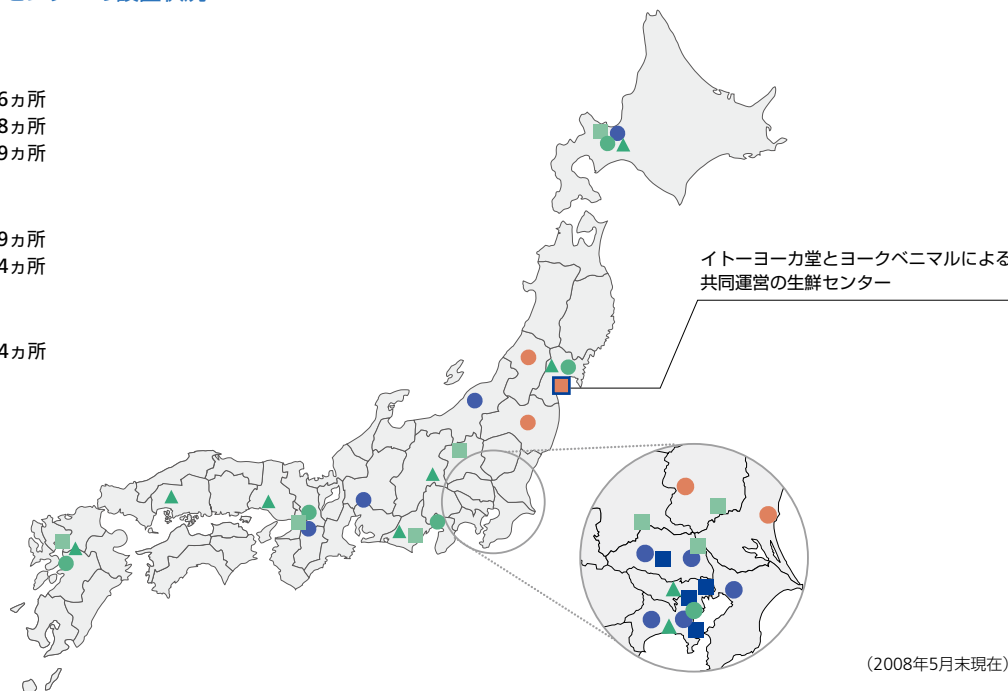 6ヵ所
8ヵ所
9ヵ所
9ヵ所
4ヵ所
4ヵ所
イトーヨーカ堂とヨークベニマルによる
共同運営の生鮮センター
（2008年5月末現在）